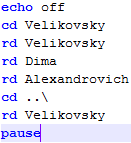 echo off
cd Velikovsky
rd Velikovsky
rd Dima
rd Alexandrovich
cd ..\
rd Velikovsky
pause